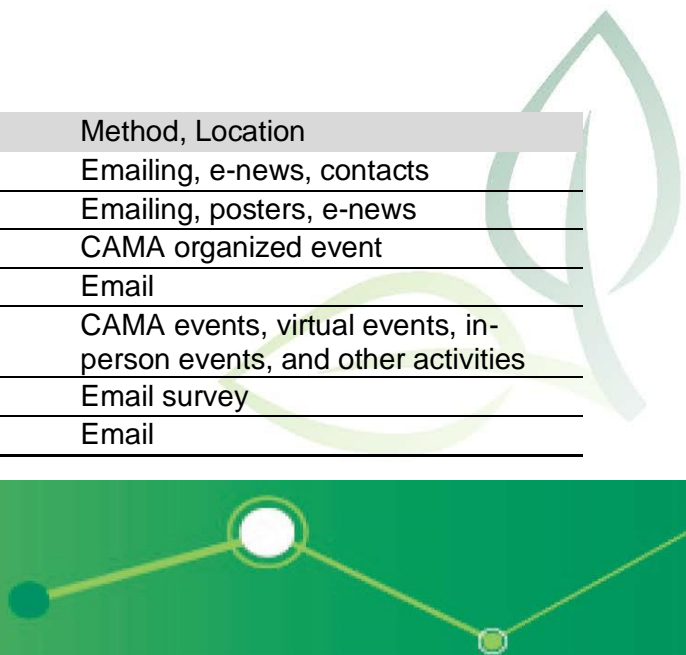 Method, Location
Emailing, e-news, contacts
Emailing, posters, e-news
CAMA organized event
Email
CAMA events, virtual events, in-
person events, and other activities
Email survey
Email